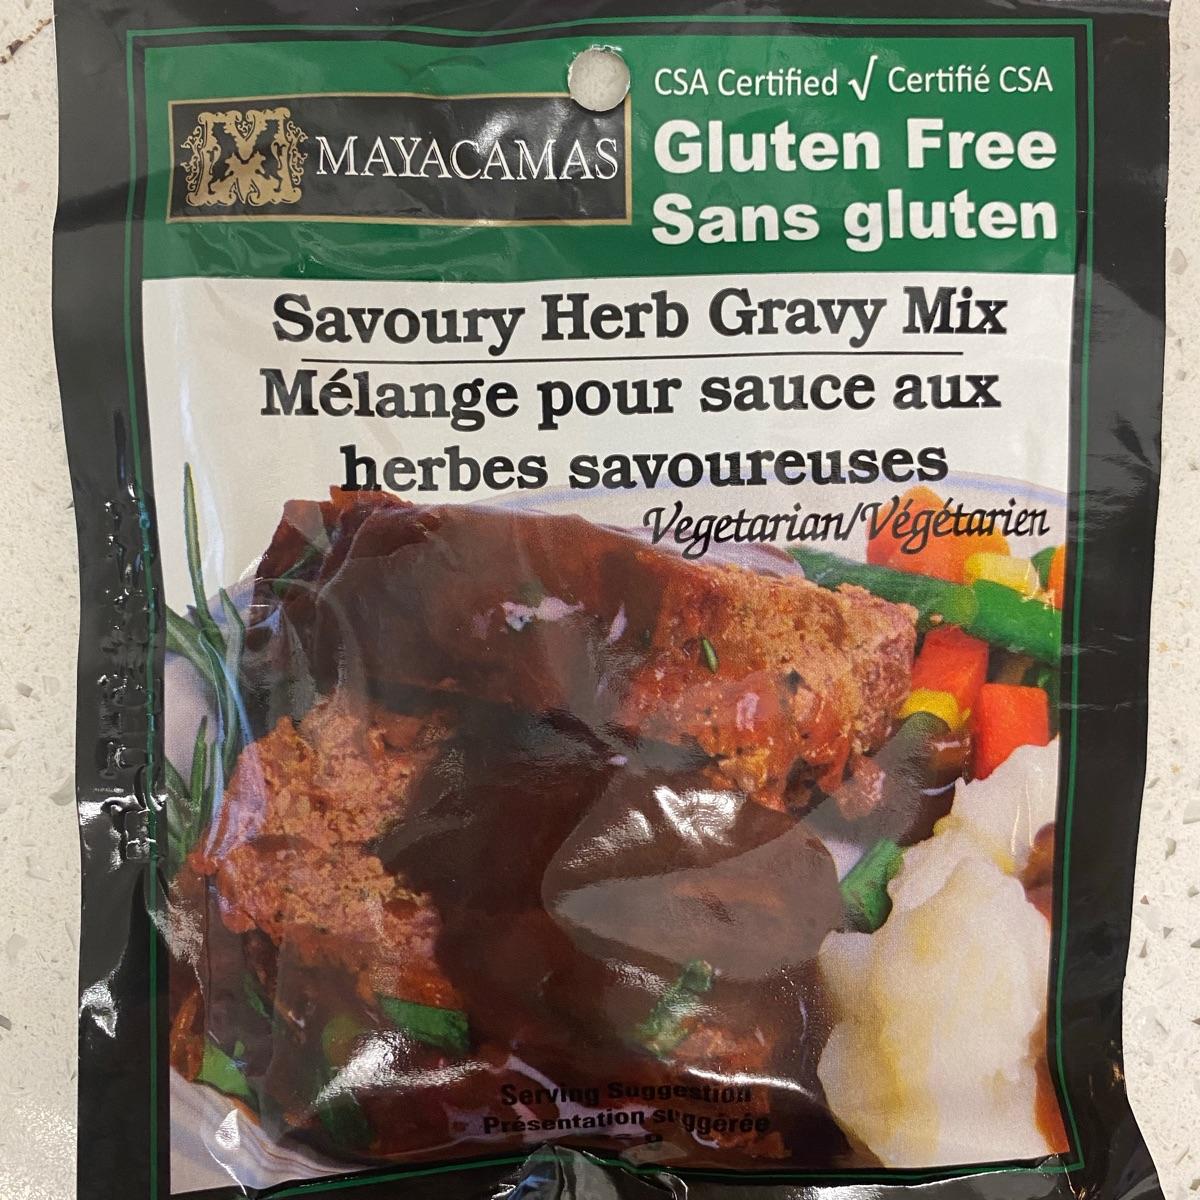 CSA Certified √ Certifié CSA
MAYACAMAS
Gluten Free
Sans gluten
Savoury Herb Gravy Mix
Mélange pour sauce aux
herbes savoureuses
Vegetarian/Végétarien
Serving Suggestion
Présentation suggérée